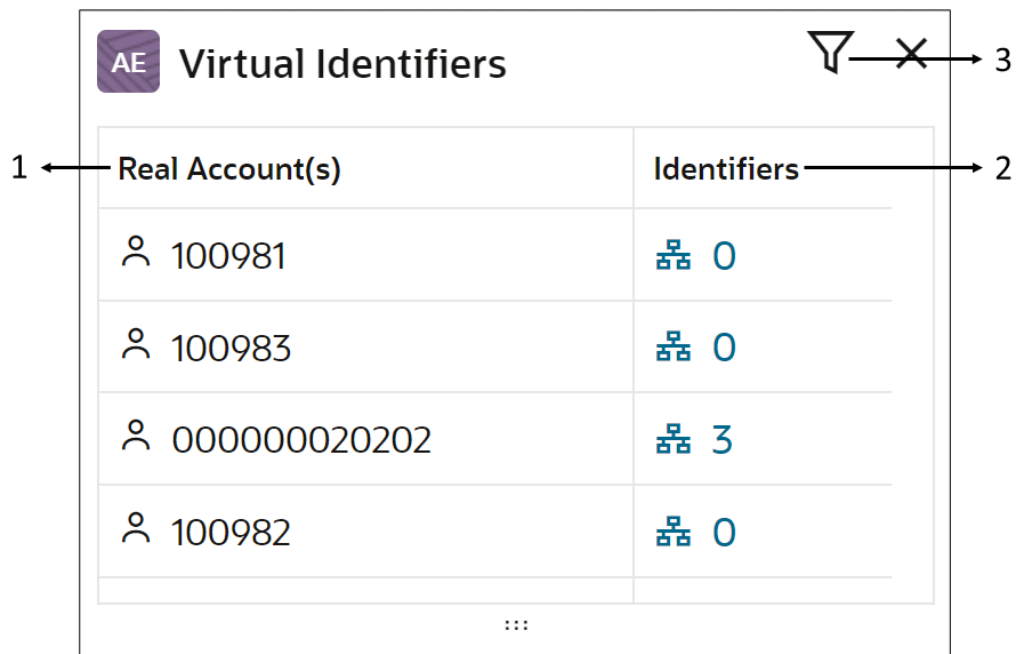 AE Virtual Identifiers
3
1 Real Account(s) Identifiers 2
100981 0
100983 0
000000020202 3
100982 0